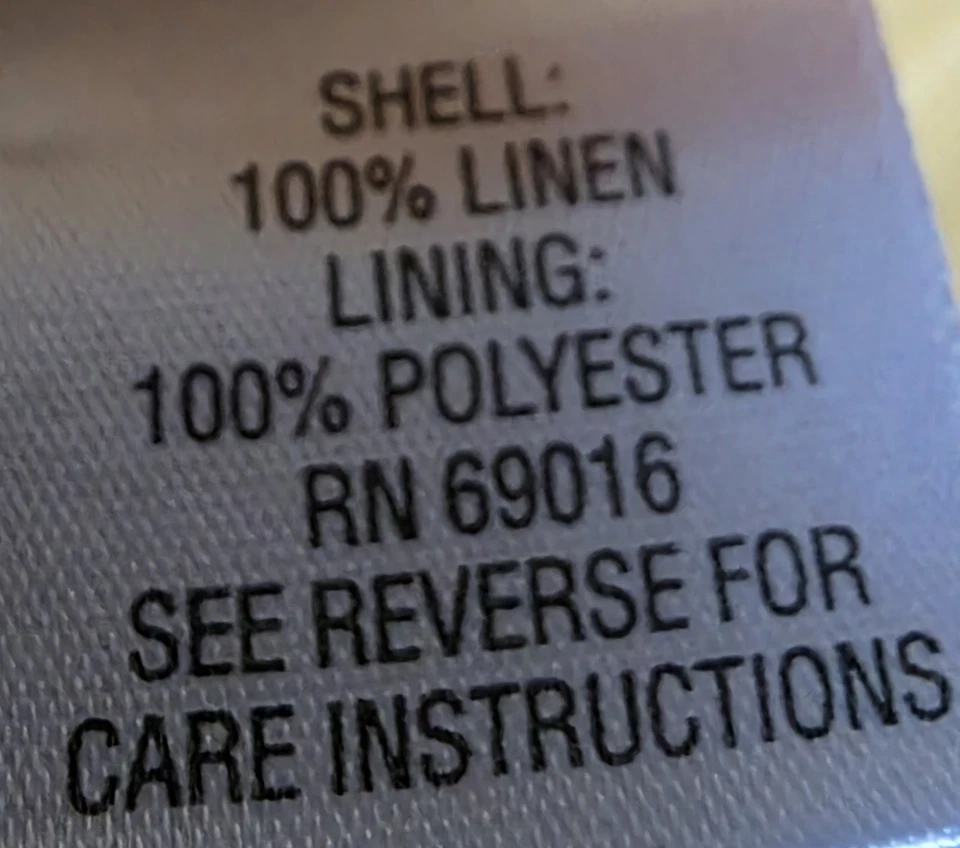 SHELL:
100% LINEN
LINING:
100% POLYESTER
RN 69016
SEE REVERSE FOR
CARE INSTRUCTIONS